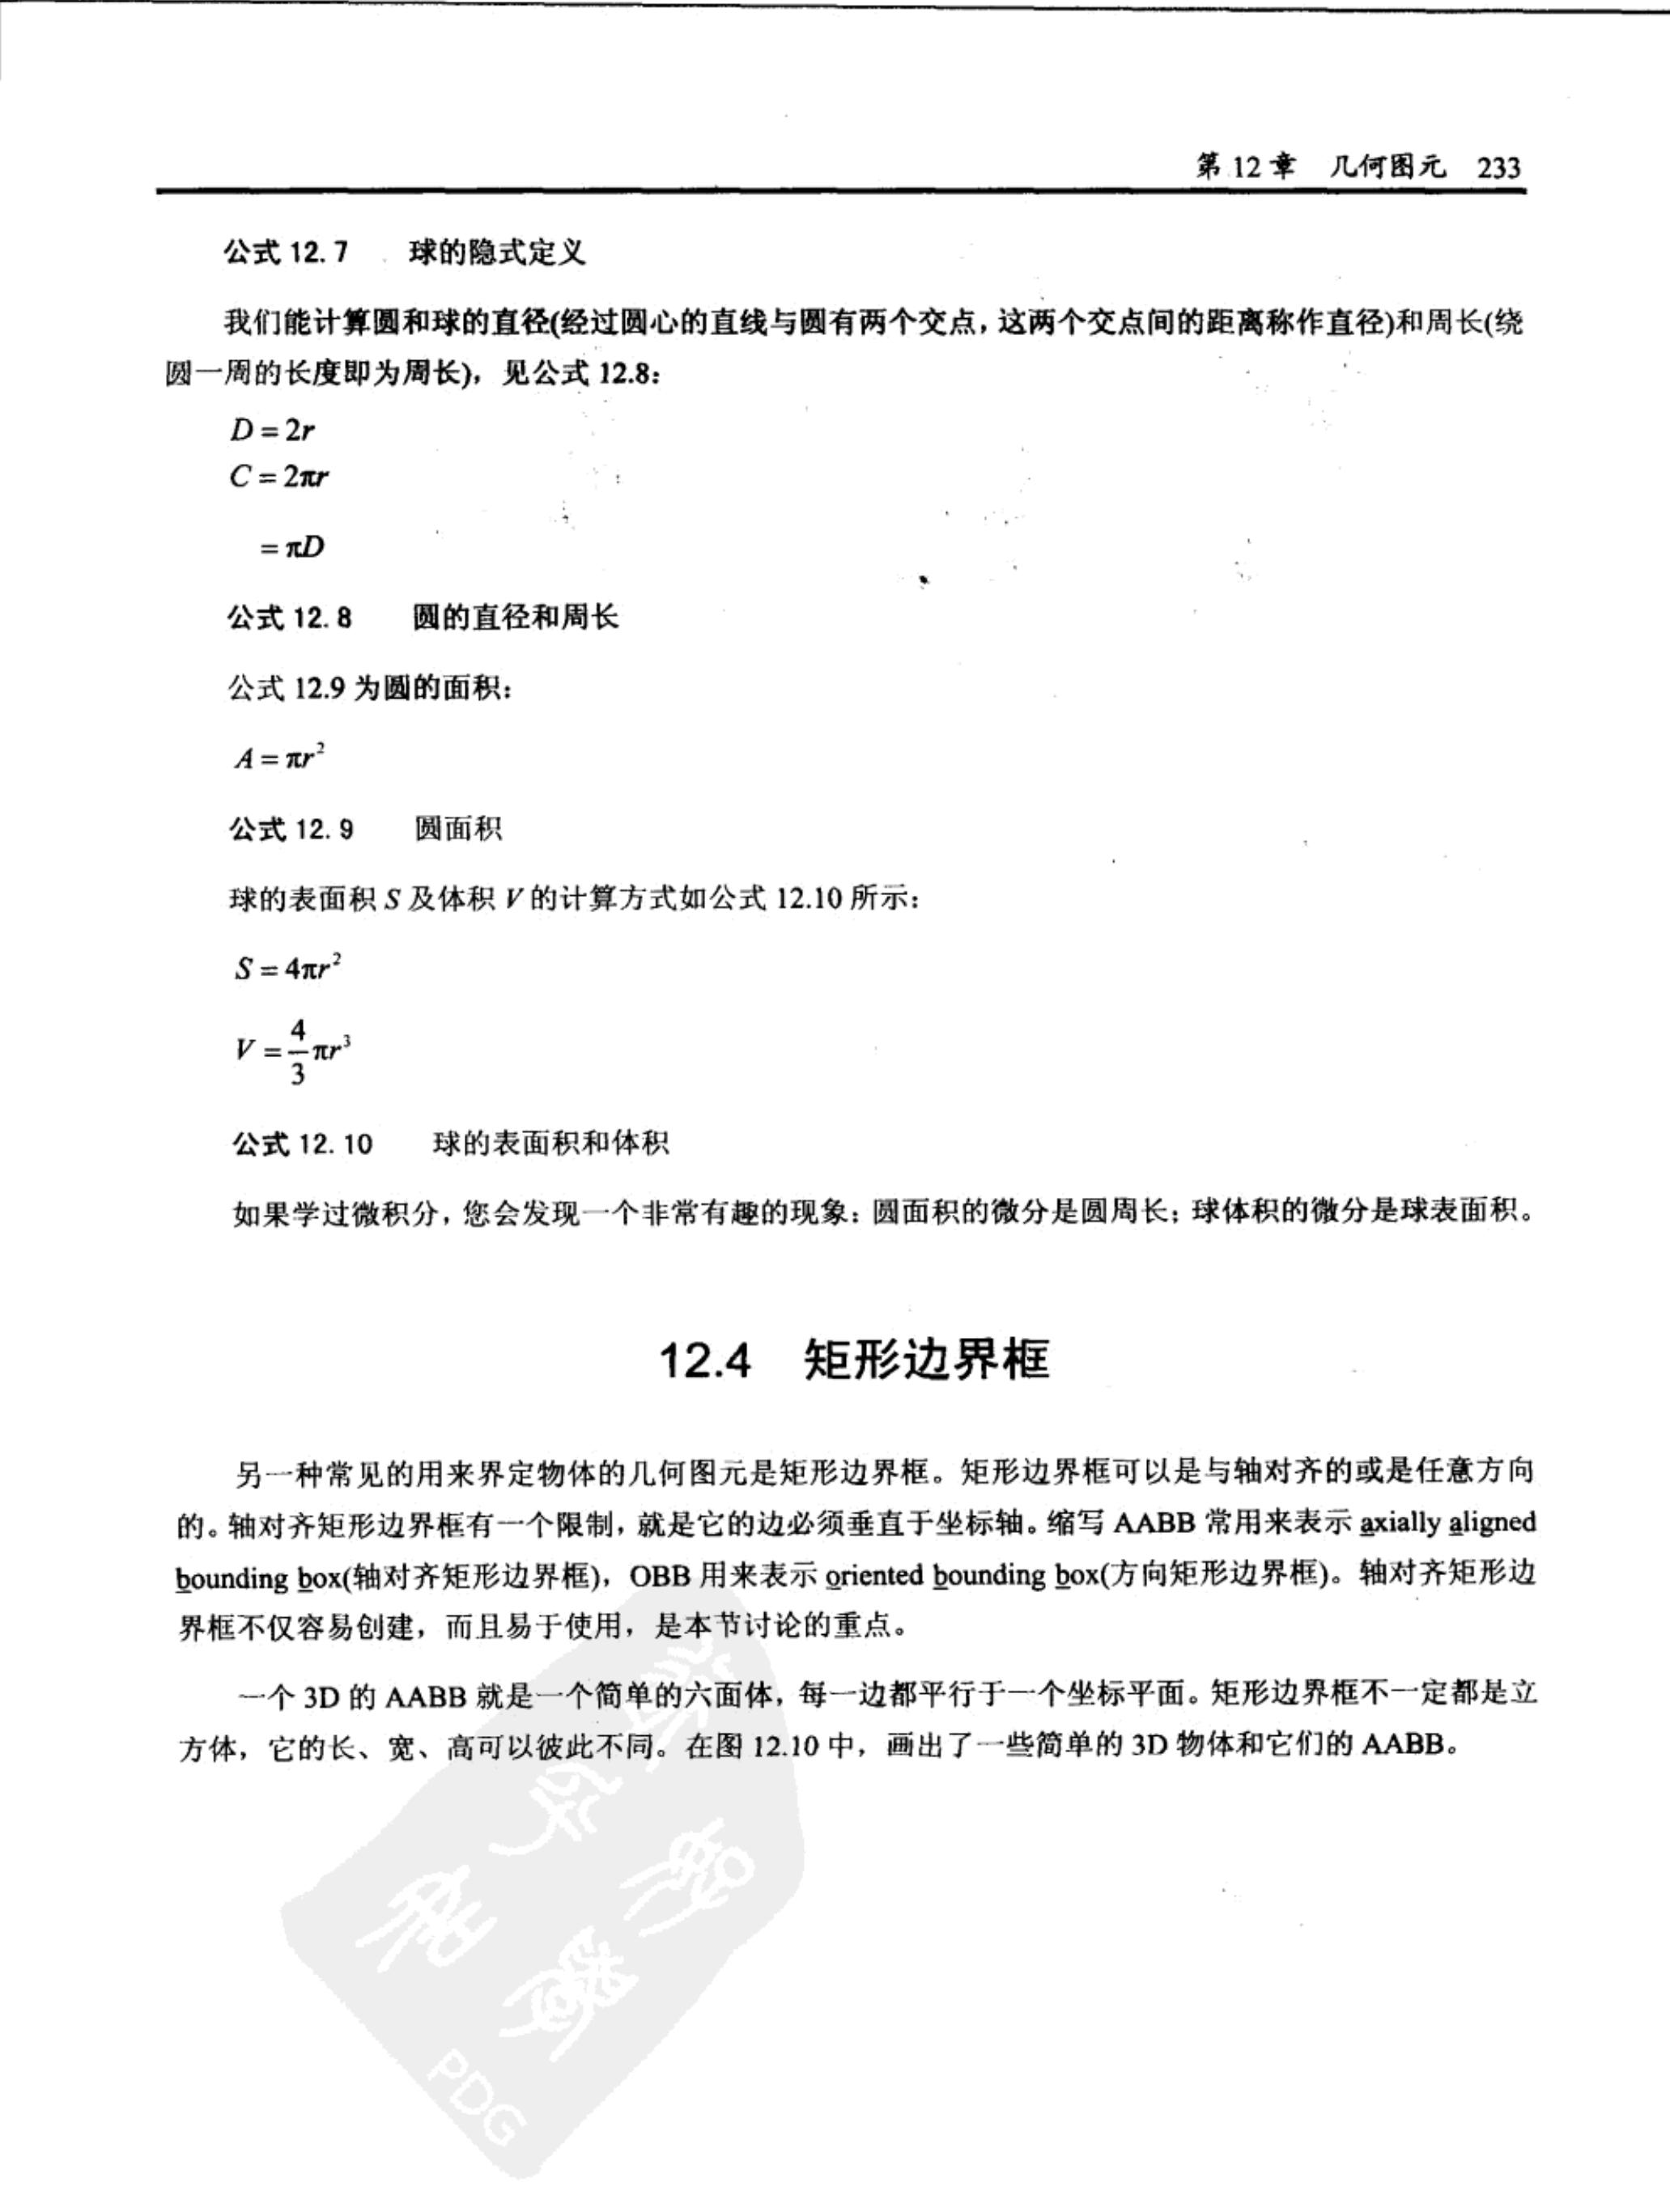 第 12 章 几何图元 233
公式 12.7 球的隐式定义
我们能计算圆和球的直径(经过圆心的直线与圆有两个交点，这两个交点间的距离称作直径)和周长(绕
圆一周的长度即为周长)，见公式 12.8：
D = 2r
C = 2πr
= πD
公式 12.8 圆的直径和周长
公式 12.9 为圆的面积：
A = πr²
公式 12.9 圆面积
球的表面积 S 及体积 V 的计算方式如公式 12.10 所示：
S = 4πr²
V = 4/3 πr³
公式 12.10 球的表面积和体积
如果学过微积分，您会发现一个非常有趣的现象：圆面积的微分是圆周长；球体积的微分是球表面积。
12.4 矩形边界框
另一种常见的用来界定物体的几何图元是矩形边界框。矩形边界框可以是与轴对齐的或是任意方向
的。轴对齐矩形边界框有一个限制，就是它的边必须垂直于坐标轴。缩写 AABB 常用来表示 axially aligned
bounding box(轴对齐矩形边界框)，OBB 用来表示 oriented bounding box(方向矩形边界框)。轴对齐矩形边
界框不仅容易创建，而且易于使用，是本节讨论的重点。
一个 3D 的 AABB 就是一个简单的六面体，每一边都平行于一个坐标平面。矩形边界框不一定都是立
方体，它的长、宽、高可以彼此不同。在图 12.10 中，画出了一些简单的 3D 物体和它们的 AABB。
PDG